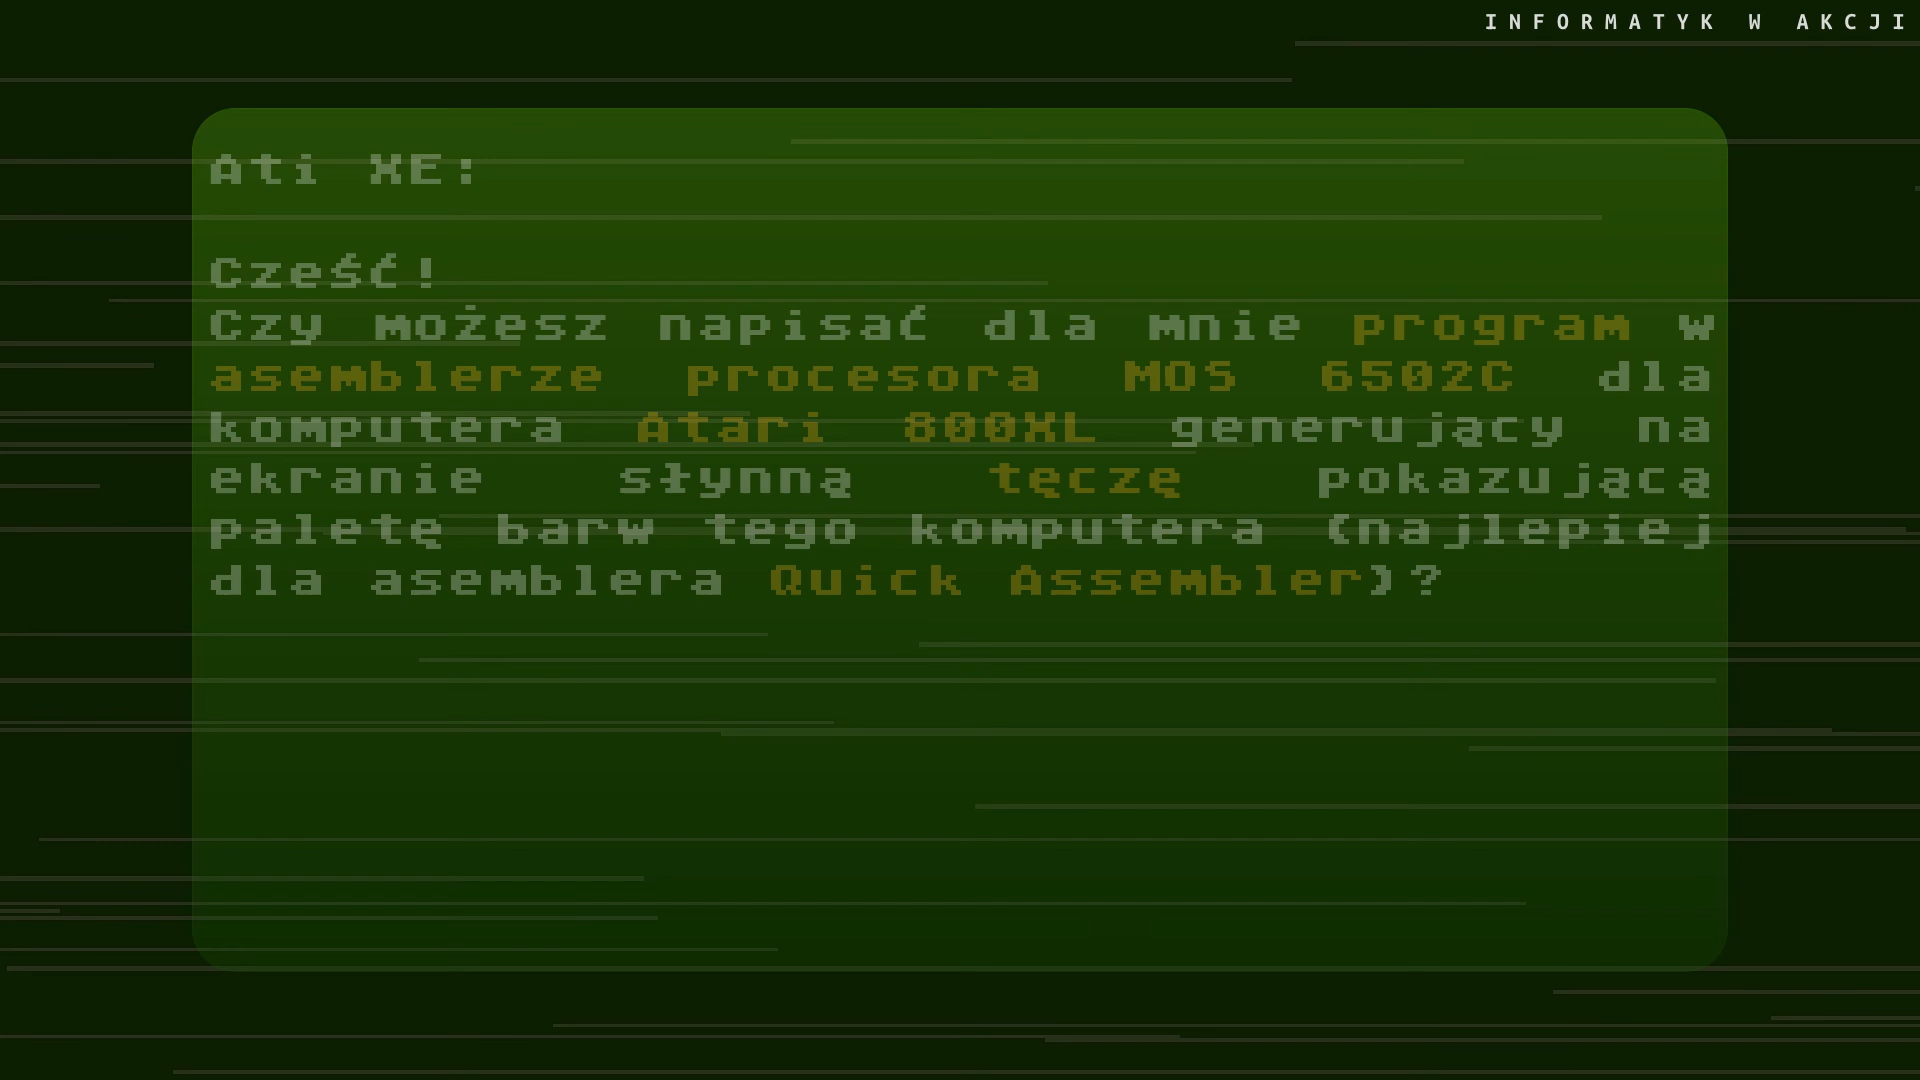 INFORMATYK W AKCJI
Ati XE:
Cześć!
Czy możesz napisać dla mnie program w
asemblerze procesora MOS 6502C dla
komputera Atari 800XL generujący na
ekranie słynną tęczę pokazującą
paletę barw tego komputera (najlepiej
dla asemblera Quick Assembler)?